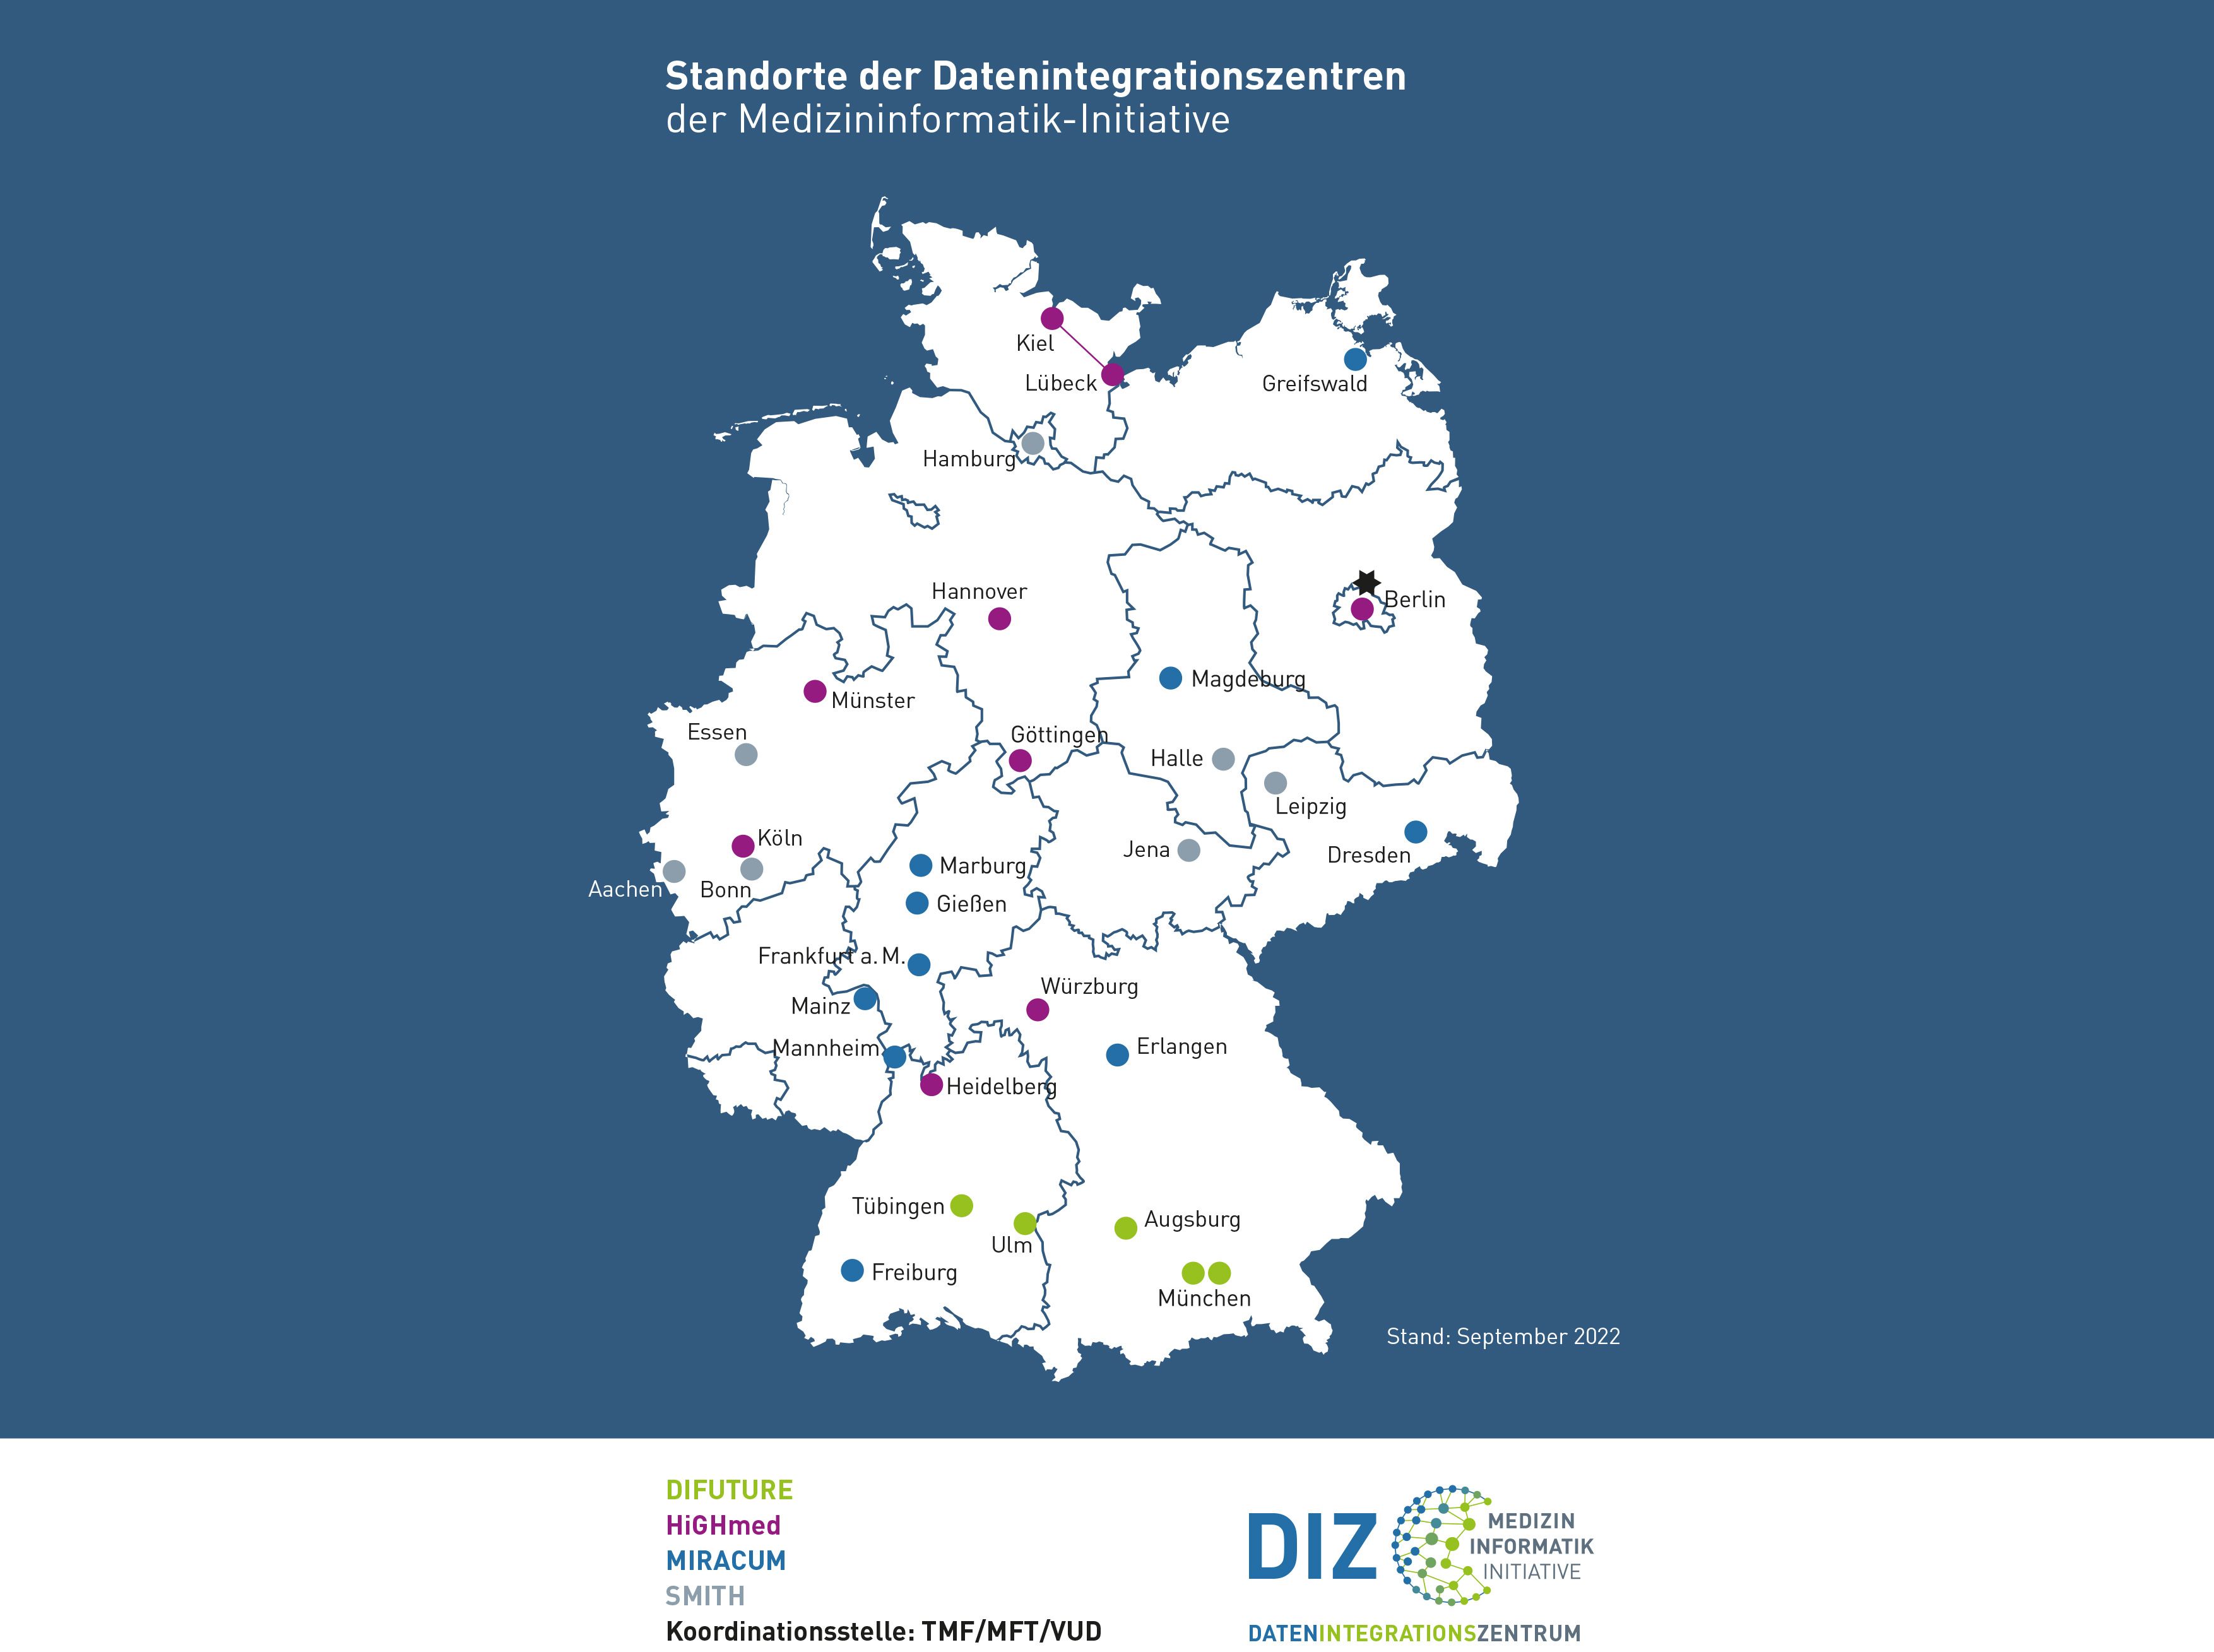 Standorte der Datenintegrationszentren
der Medizininformatik-Initiative
Kiel
Lübeck
Greifswald
Hamburg
Hannover
Berlin
Magdeburg
Münster
Essen
Göttingen
Halle
Leipzig
Köln
Jena
Dresden
Marburg
Aachen
Bonn
Gießen
Frankfurt a. M.
Würzburg
Mainz
Mannheim
Erlangen
Heidelberg
Tübingen
Augsburg
Ulm
Freiburg
München
Stand: September 2022
DIFUTURE
HiGHmed
MIRACUM
SMITH
Koordinationsstelle: TMF/MFT/VUD
DIZ
MEDIZIN
INFORMATIK
INITIATIVE
DATENINTEGRATIONSZENTRUM